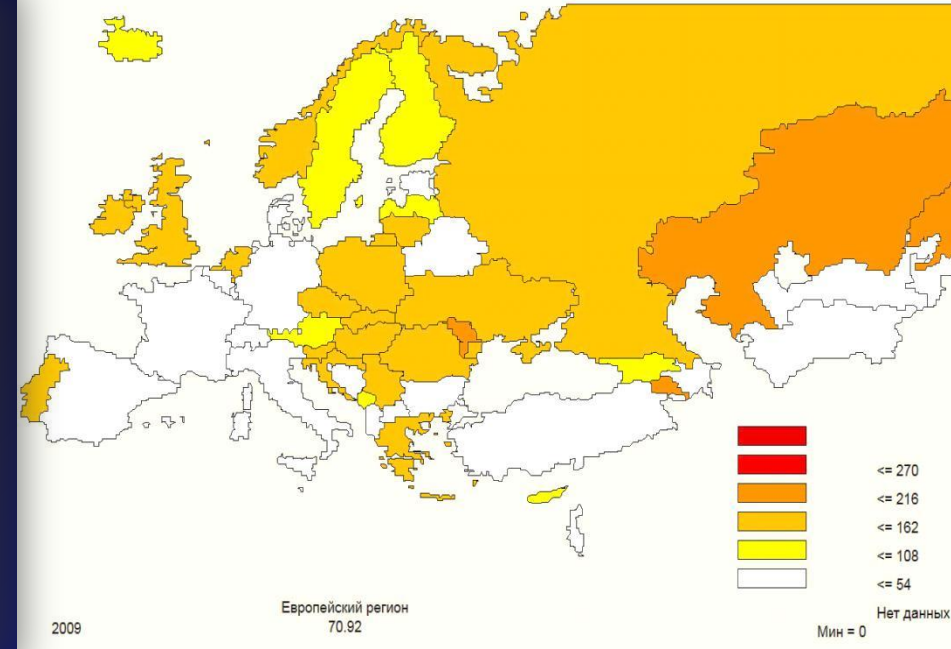 <= 270
<= 216
<= 162
<= 108
<= 54
Нет данных
Мин = 0
Европейский регион
70.92
2009